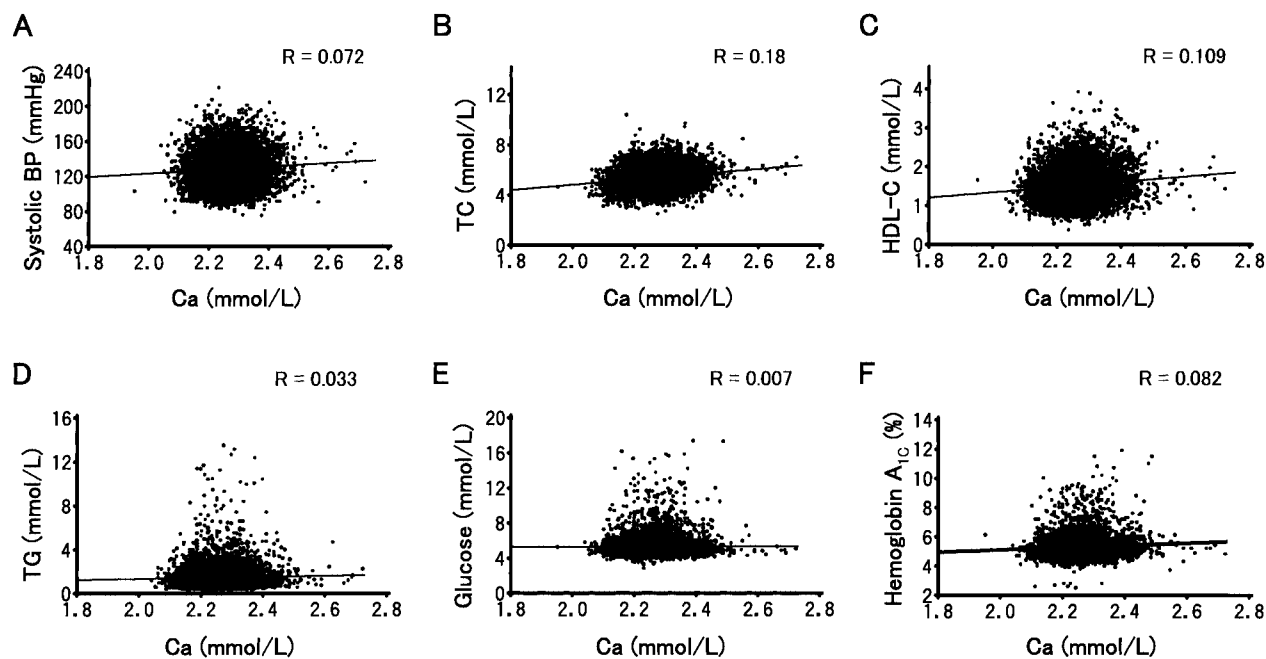 A
R = 0.072
Systolic BP (mmHg)
240
200
160
120
80
40
1.8 2.0 2.2 2.4 2.6 2.8
Ca (mmol/L)
B
R = 0.18
TC (mmol/L)
12
8
4
0
1.8 2.0 2.2 2.4 2.6 2.8
Ca (mmol/L)
C
R = 0.109
HDL-C (mmol/L)
4
3
2
1
0
1.8 2.0 2.2 2.4 2.6 2.8
Ca (mmol/L)
D
R = 0.033
TG (mmol/L)
16
12
8
4
0
1.8 2.0 2.2 2.4 2.6 2.8
Ca (mmol/L)
E
R = 0.007
Glucose (mmol/L)
20
16
12
8
4
0
1.8 2.0 2.2 2.4 2.6 2.8
Ca (mmol/L)
F
R = 0.082
Hemoglobin A1C (%)
14
12
10
8
6
4
2
1.8 2.0 2.2 2.4 2.6 2.8
Ca (mmol/L)